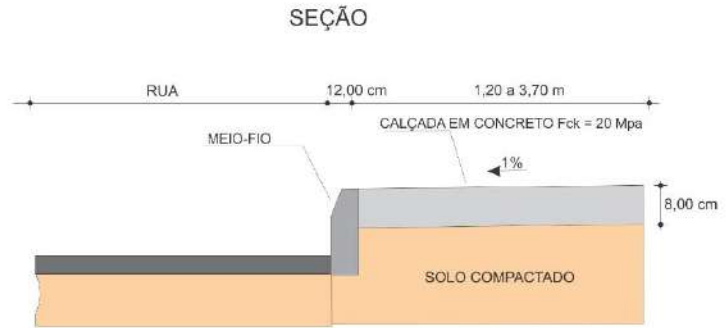 SEÇÃO
RUA
12,00 cm
1,20 a 3,70 m
CALÇADA EM CONCRETO Fck = 20 Mpa
MEIO-FIO
1%
8,00 cm
SOLO COMPACTADO